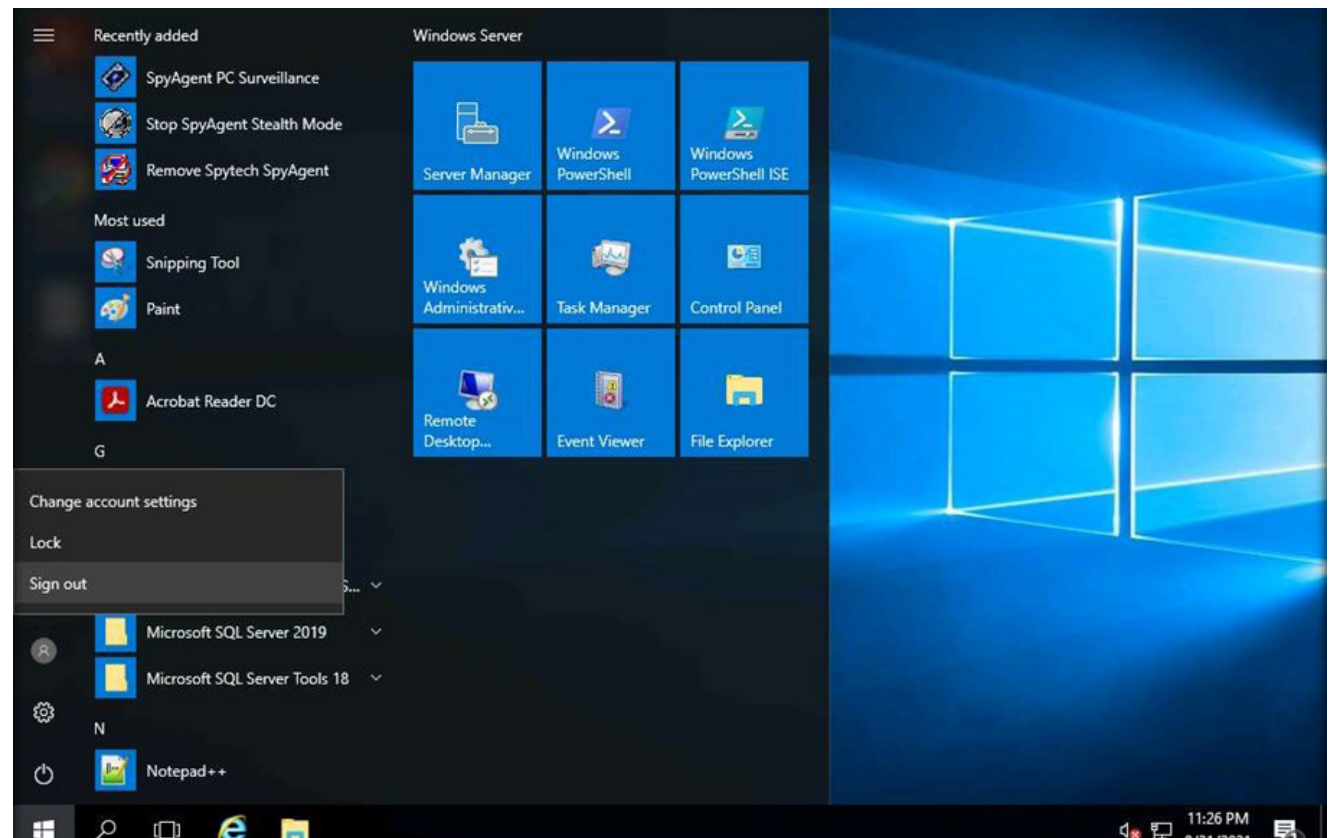 Recently added
SpyAgent PC Surveillance
Stop SpyAgent Stealth Mode
Remove Spytech SpyAgent
Most used
Snipping Tool
Paint
A
Acrobat Reader DC
G
Change account settings
Lock
Sign out
S...
Microsoft SQL Server 2019
Microsoft SQL Server Tools 18
N
Notepad++
Windows Server
Server Manager
Windows
PowerShell
Windows
PowerShell ISE
Windows
Administrativ...
Task Manager
Control Panel
Remote
Desktop...
Event Viewer
File Explorer
11:26 PM